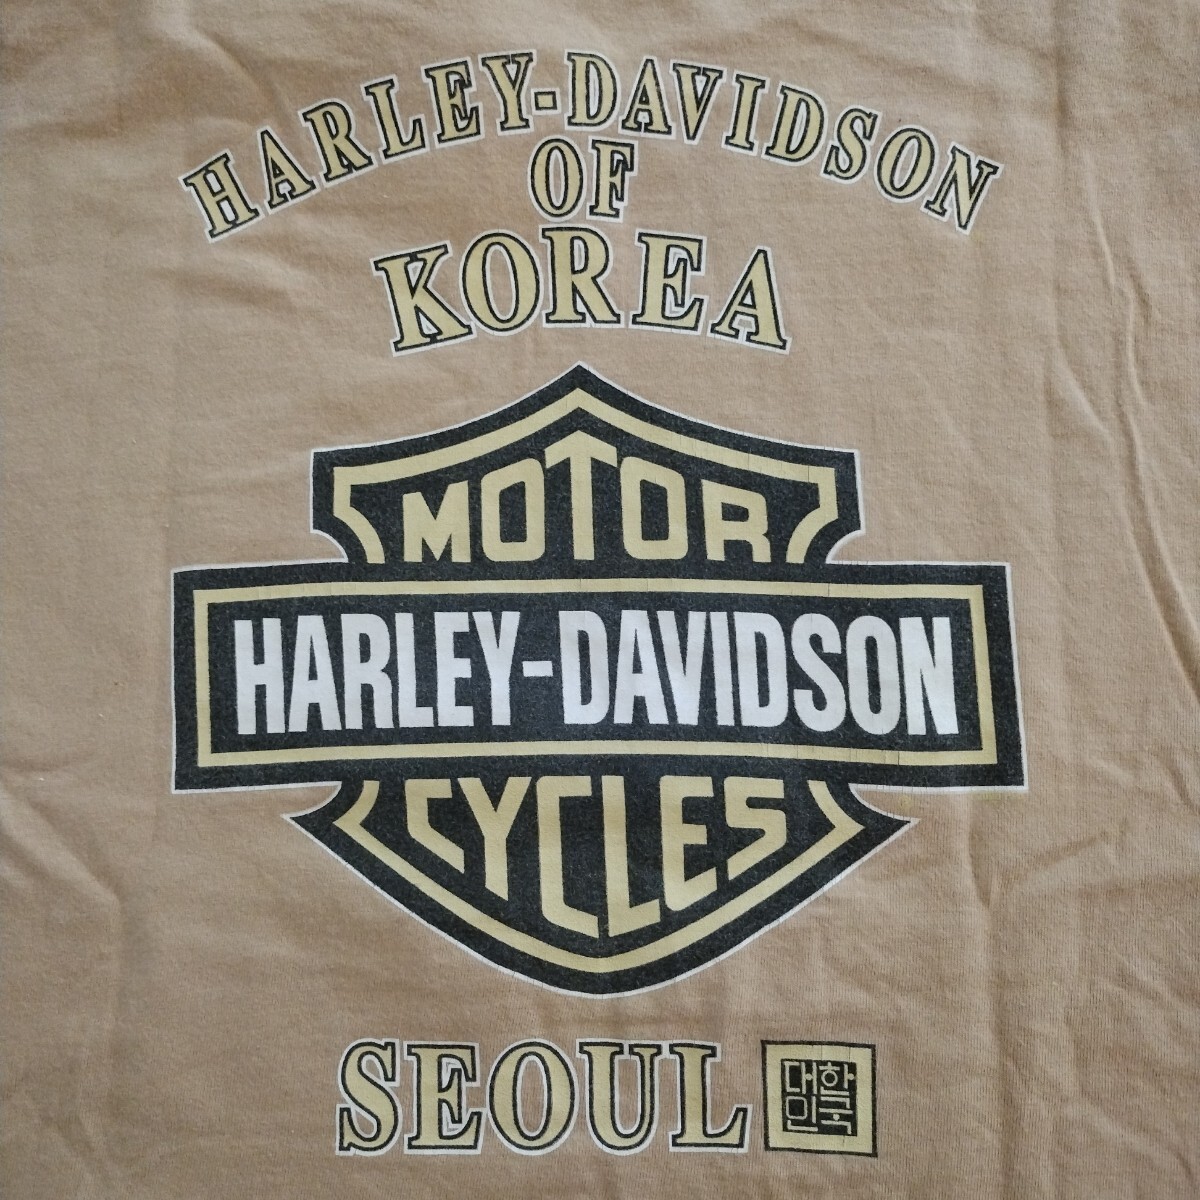 HARLEY-DAVIDSON
OF
KOREA
MOTOR
HARLEY-DAVIDSON
CYCLES
SEOUL
대한
민국